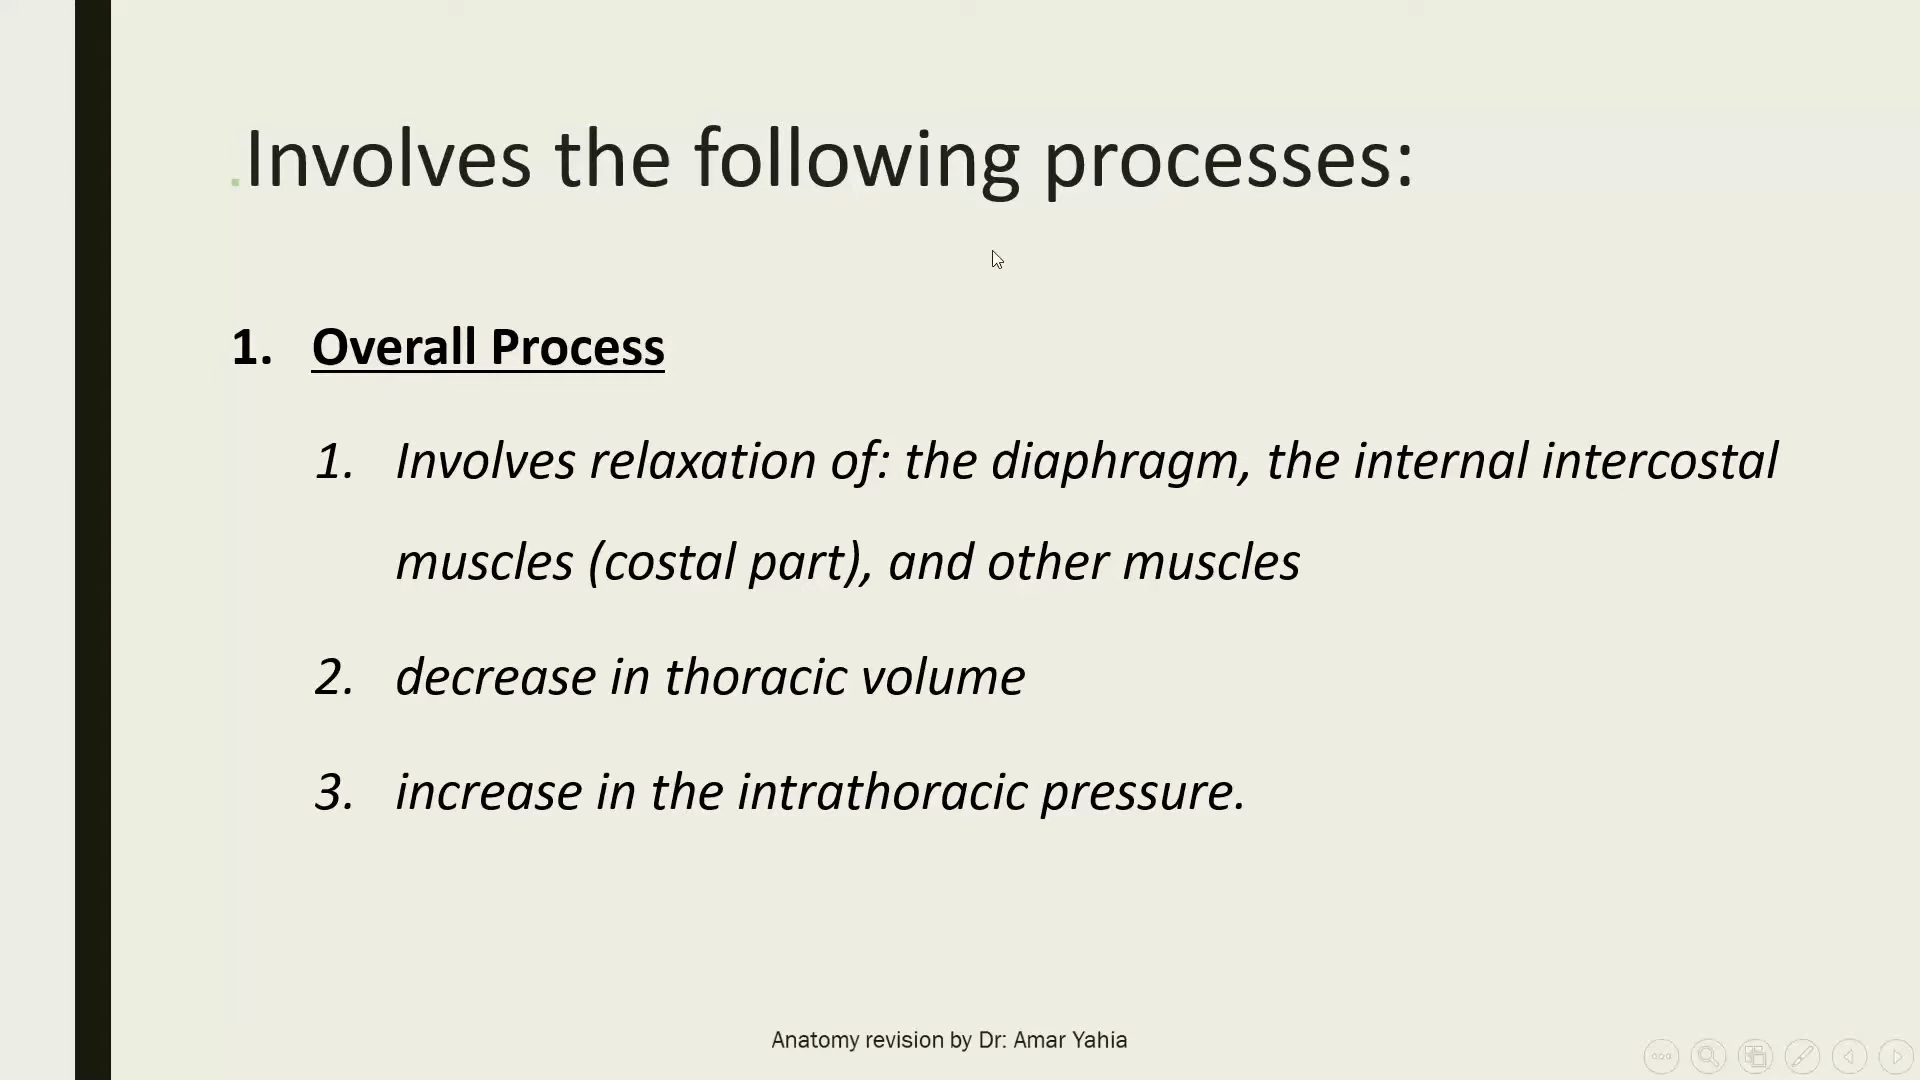 .Involves the following processes:
1. Overall Process
1. Involves relaxation of: the diaphragm, the internal intercostal
muscles (costal part), and other muscles
2. decrease in thoracic volume
3. increase in the intrathoracic pressure.
Anatomy revision by Dr: Amar Yahia